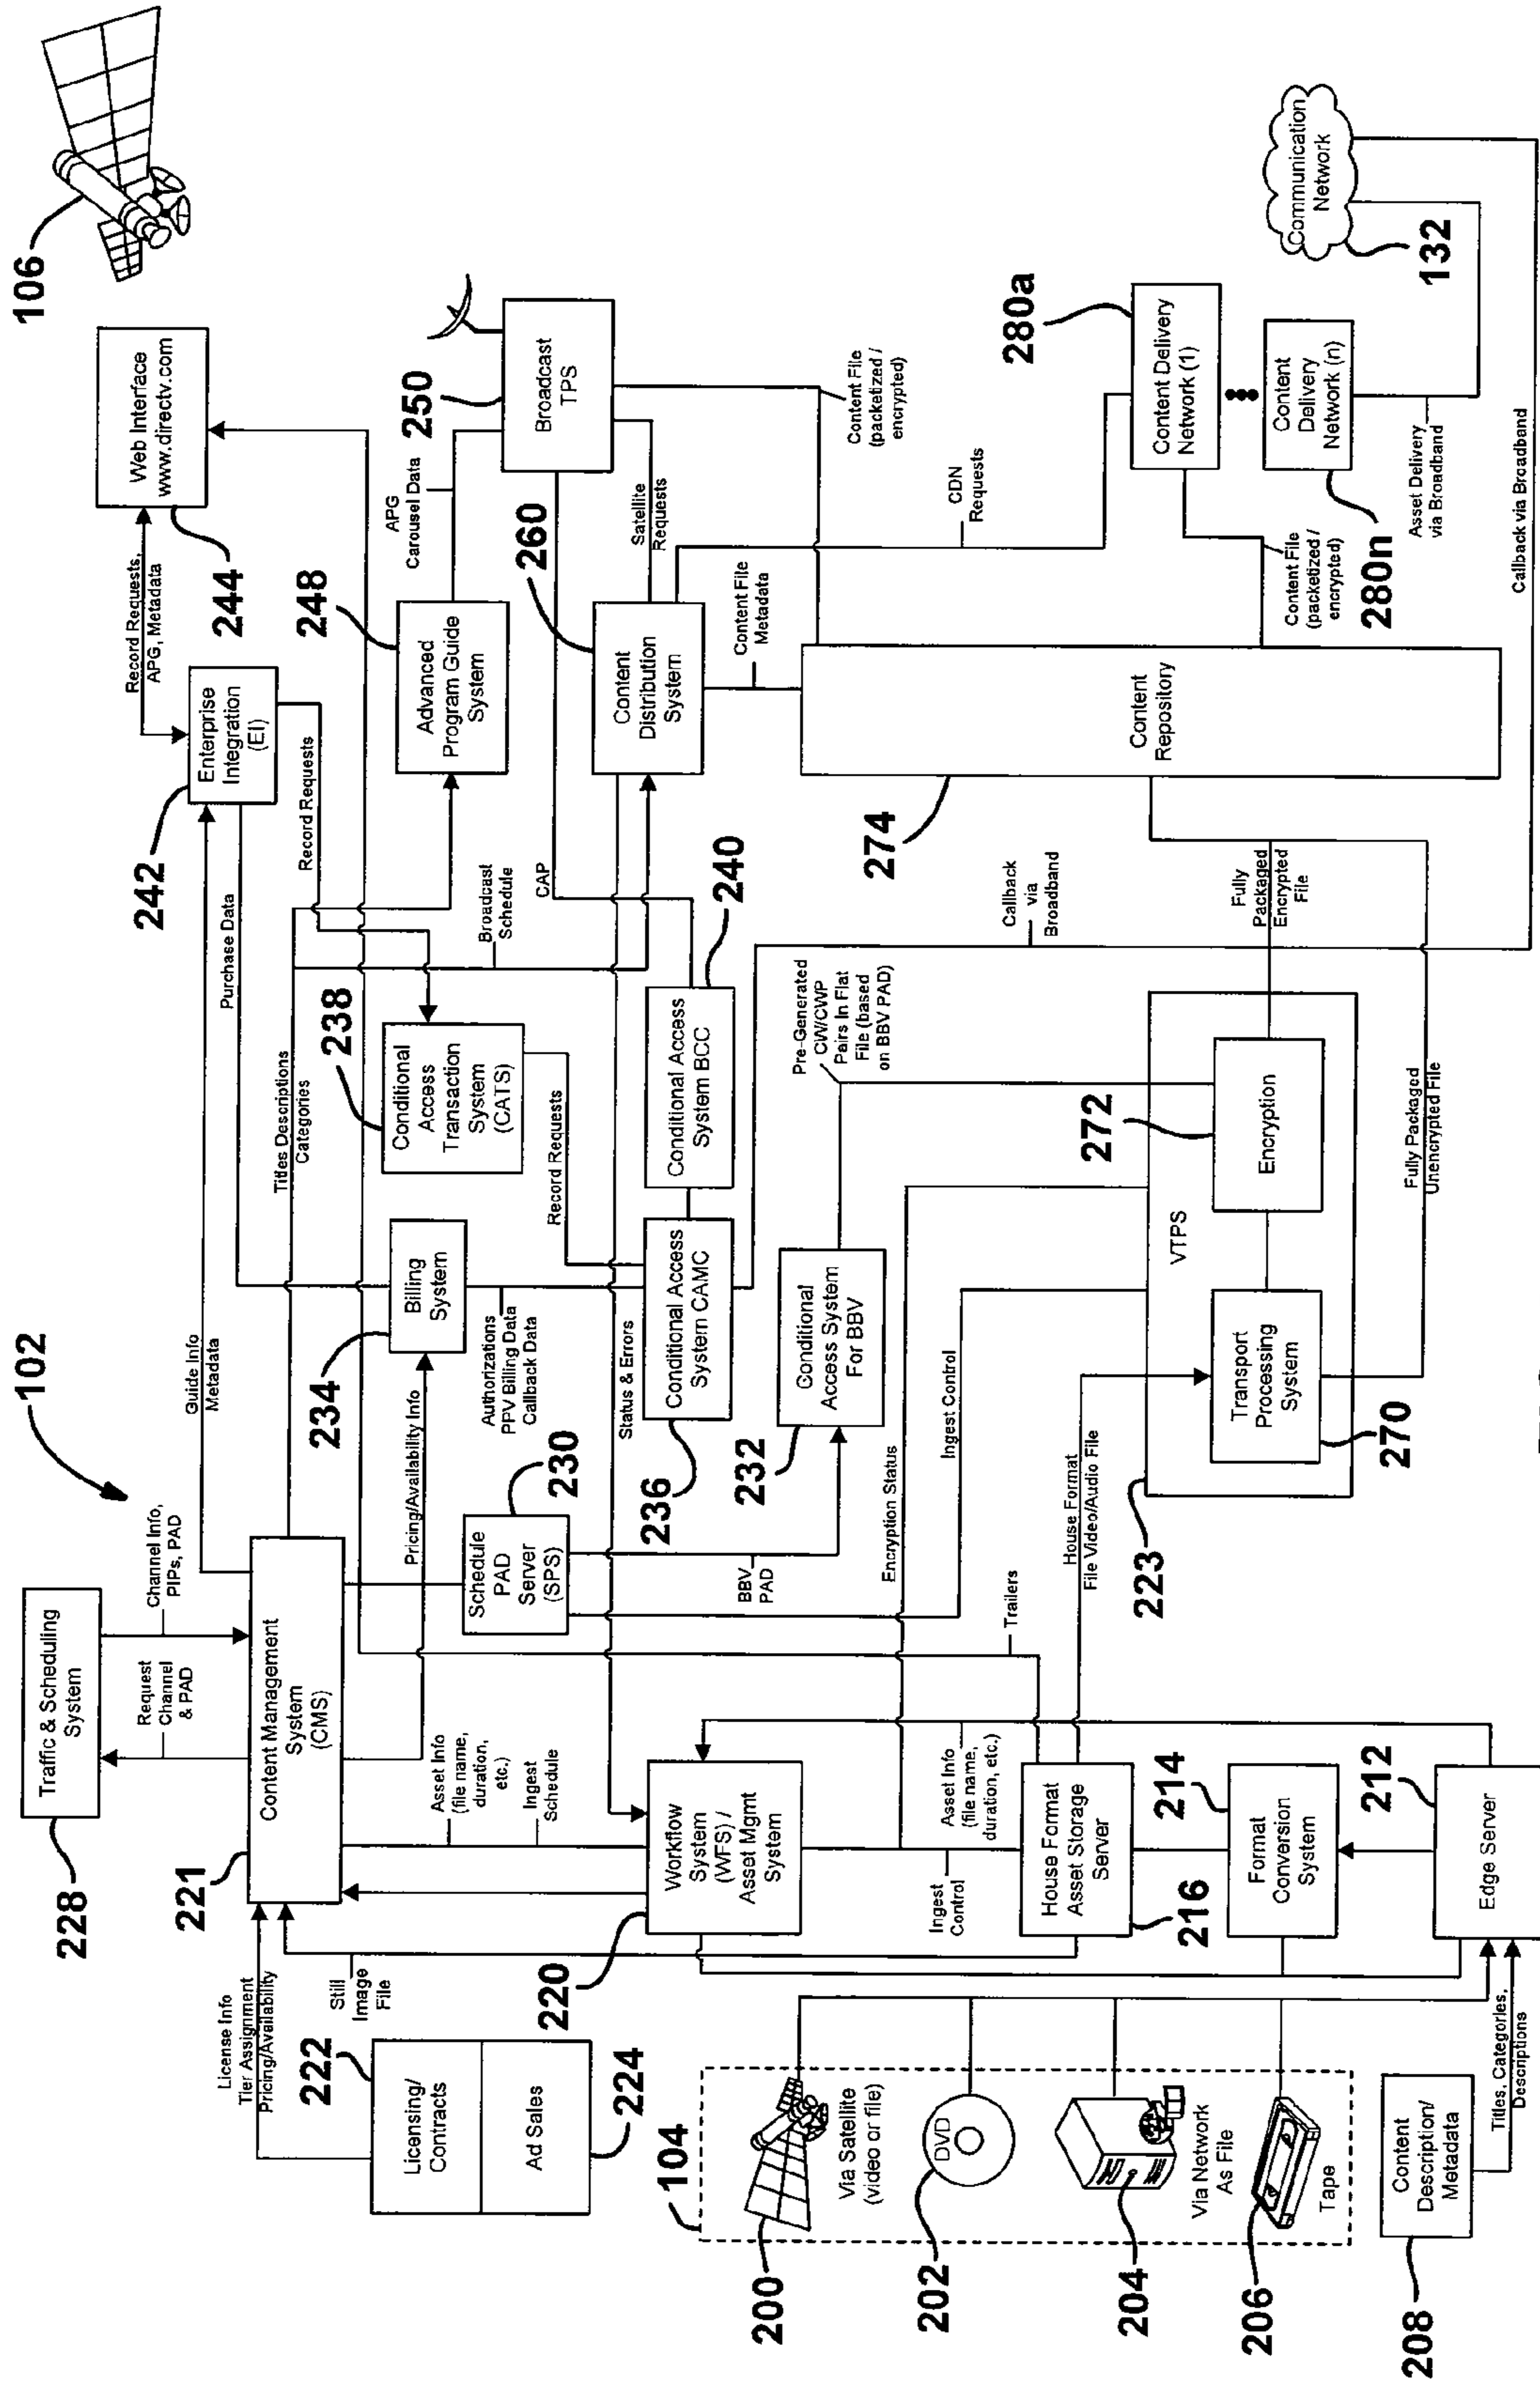 102
106
228
Traffic & Scheduling
System
Request
Channel
& PAD
Channel Info,
PIPs, PAD
221
Content Management
System
(CMS)
Guide Info
Metadata
242
Enterprise
Integration
(EI)
Record Requests,
APG, Metadata
Web Interface
www.directv.com
244
License Info
Tier Assignment
Pricing/Availability
Still
Image
File
222
Licensing/
Contracts
Ad Sales
224
Asset Info
(file name,
duration,
etc.)
Ingest
Schedule
Pricing/Availability Info
234
Billing
System
Purchase Data
Titles Descriptions
Categories
Record Requests
238
Conditional
Access
Transaction
System
(CATS)
Broadcast
Schedule
248
Advanced
Program Guide
System
APG
Carousel Data
250
Broadcast
TPS
230
Schedule
PAD
Server
(SPS)
Authorizations
PPV Billing Data
Callback Data
Record Requests
CAP
260
Satellite
Requests
Status & Errors
220
Workflow
System
(WFS) /
Asset Mgmt
System
236
Conditional Access
System CAMC
Conditional Access
System BCC
240
Content
Distribution
System
Content File
Metadata
Content File
(packetized /
encrypted)
BBV
PAD
232
Conditional
Access System
For BBV
Pre-Generated
CW/CWP
Pairs In Flat
File (based
on BBV PAD)
274
Content
Repository
CDN
Requests
280a
Content Delivery
Network (1)
Content
Delivery
Network (n)
280n
Content File
(packetized /
encrypted)
Asset Delivery
via Broadband
Communication
Network
132
Callback
via
Broadband
Callback via Broadband
Encryption Status
Ingest Control
Ingest
Control
Asset Info
(file name,
duration, etc.)
Trailers
House Format
File Video/Audio File
216
House Format
Asset Storage
Server
214
Format
Conversion
System
212
Edge Server
223
VTPS
270
Transport
Processing
System
272
Encryption
Fully
Packaged
Encrypted
File
Fully Packaged
Unencrypted File
104
200
Via Satellite
(video or file)
202
DVD
204
Via Network
As File
206
Tape
208
Content
Description/
Metadata
Titles, Categories,
Descriptions